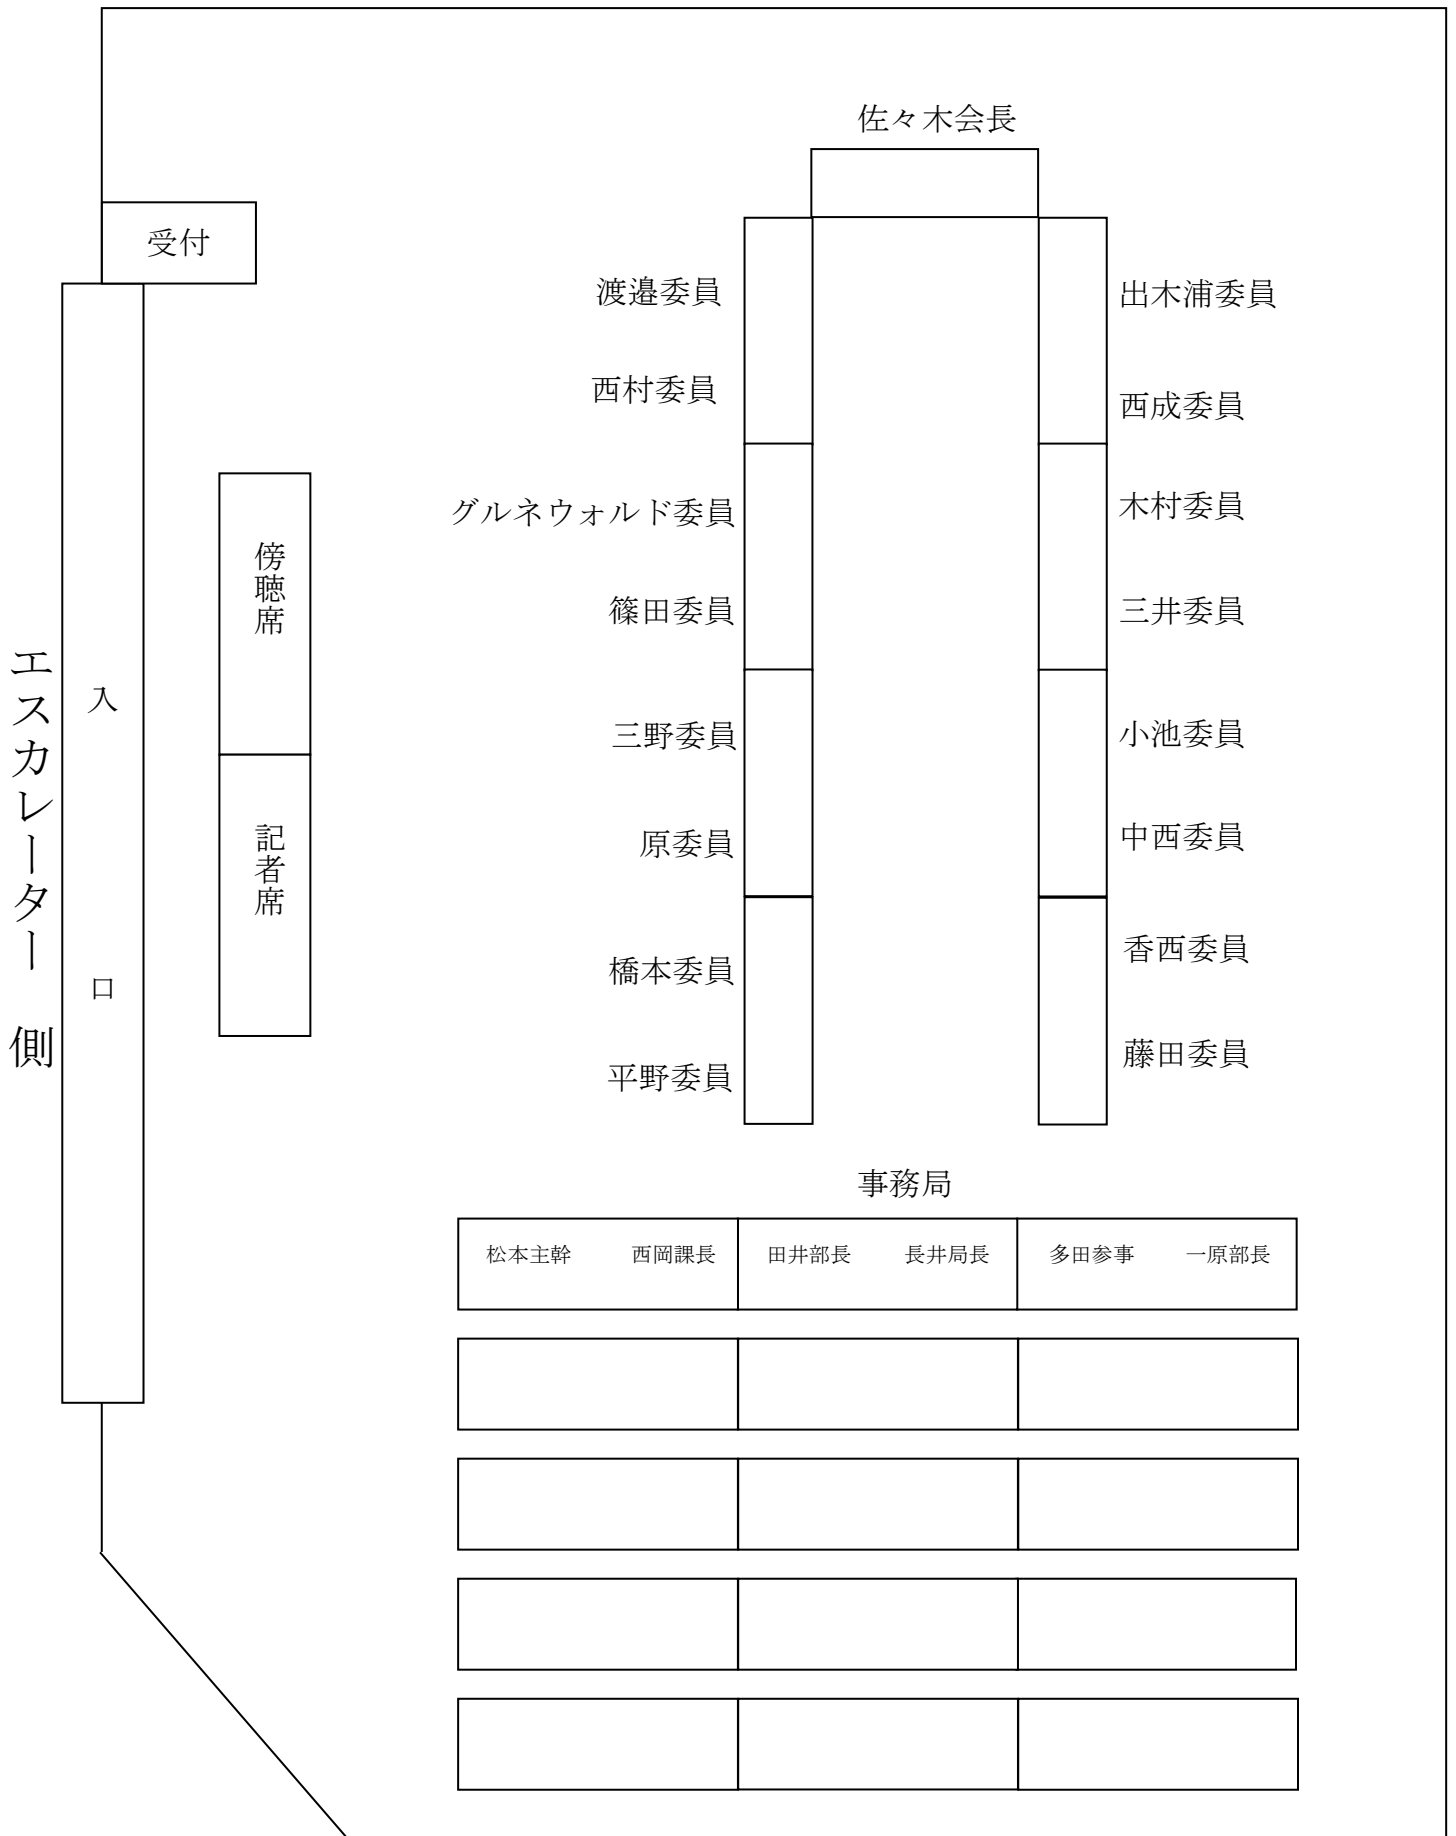 佐々木会長
受付
渡邉委員
出木浦委員
西村委員
西成委員
グルネウォルド委員
木村委員
傍聴席
篠田委員
三井委員
エスカレーター 側
入口
三野委員
小池委員
記者席
原委員
中西委員
橋本委員
香西委員
平野委員
藤田委員
事務局
松本主幹 西岡課長 田井部長 長井局長 多田参事 一原部長